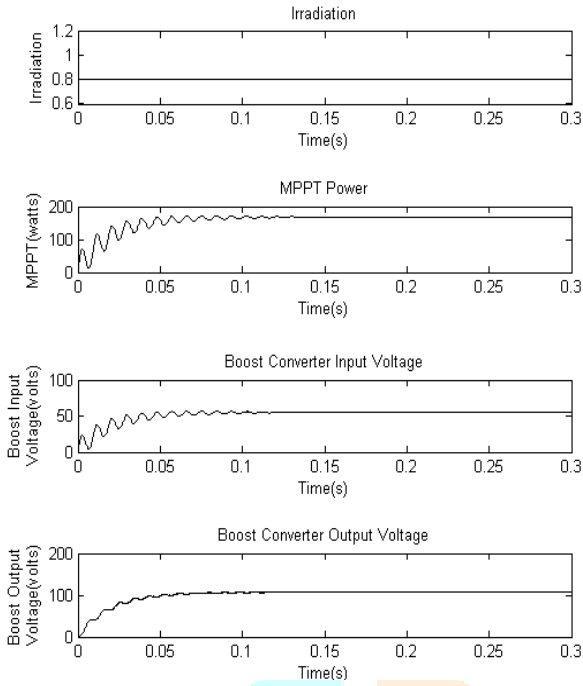 Irradiation
Irradiation
1.2
1
0.8
0.6
0 0.05 0.1 0.15 0.2 0.25 0.3
Time(s)
MPPT Power
MPPT(watts)
200
100
0
0 0.05 0.1 0.15 0.2 0.25 0.3
Time(s)
Boost Converter Input Voltage
Boost Input
Voltage(volts)
100
50
0
0 0.05 0.1 0.15 0.2 0.25 0.3
Time(s)
Boost Converter Output Voltage
Boost Output
Voltage(volts)
200
100
0
0 0.05 0.1 0.15 0.2 0.25 0.3
Time(s)